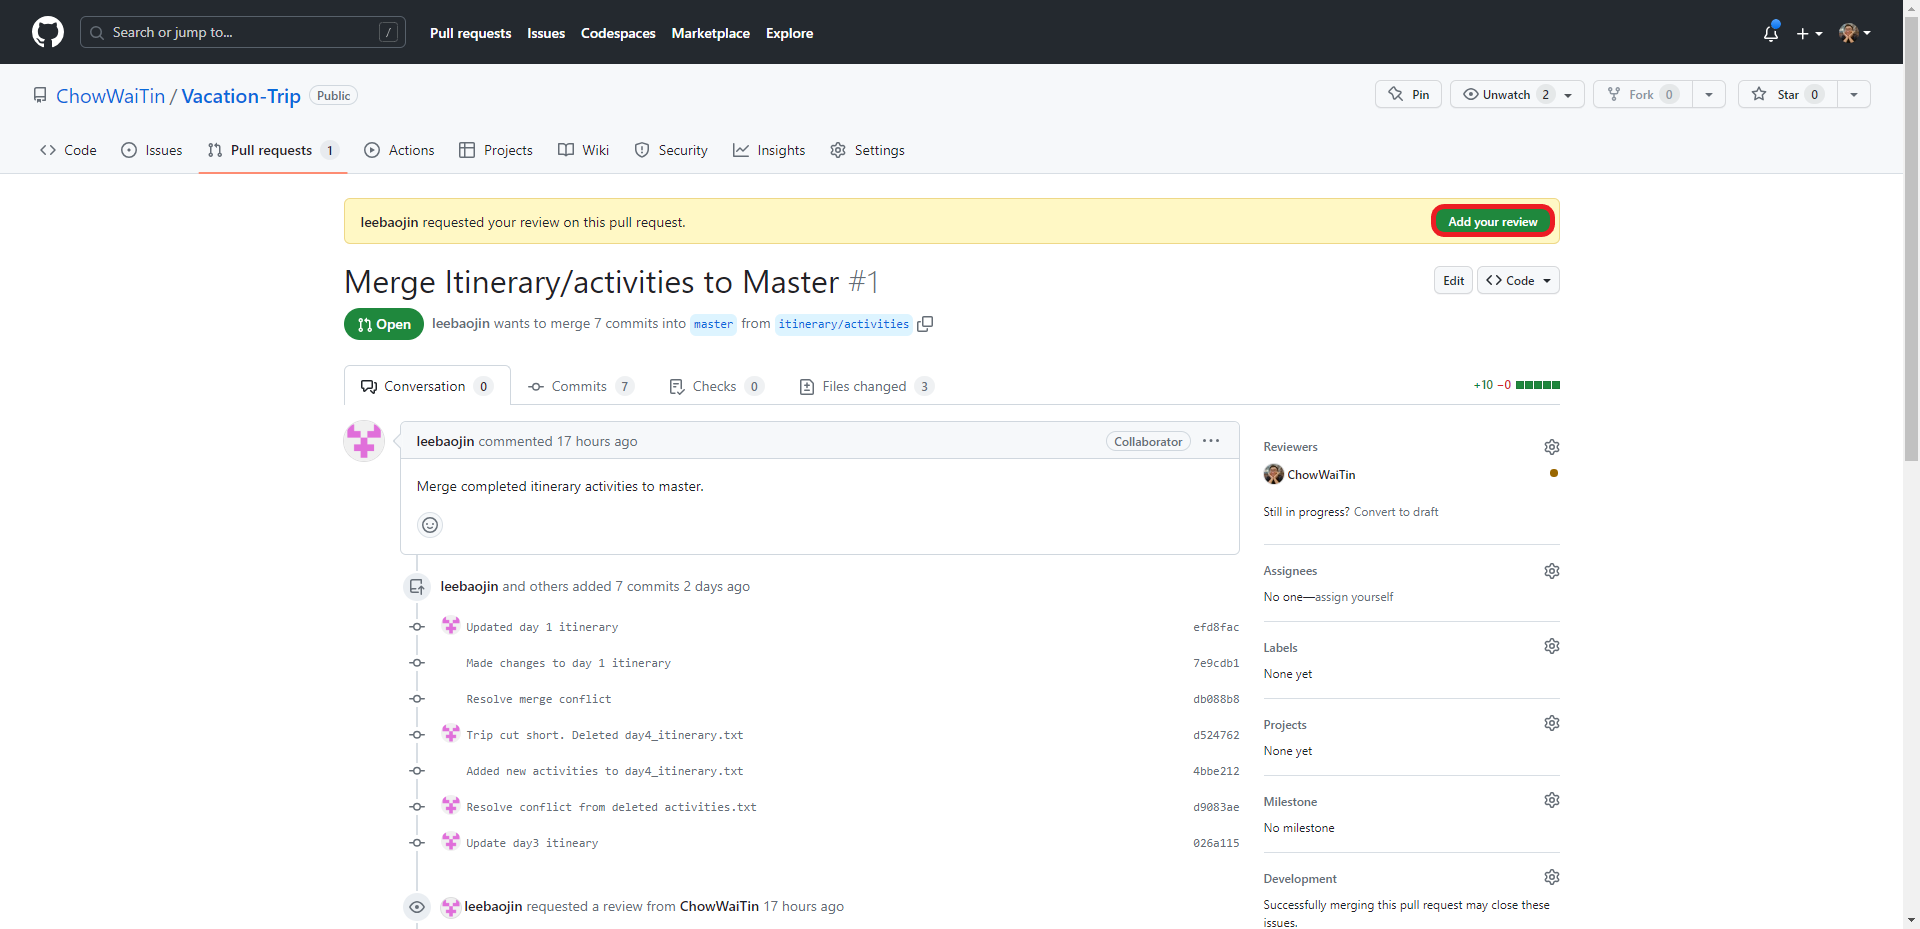 Search or jump to... /
Pull requests Issues Codespaces Marketplace Explore
ChowWaiTin / Vacation-Trip Public
Pin Unwatch 2 Fork 0 Star 0
Code Issues Pull requests 1 Actions Projects Wiki Security Insights Settings
leebaojin requested your review on this pull request. Add your review
Merge Itinerary/activities to Master #1
Edit Code
Open leebaojin wants to merge 7 commits into master from itinerary/activities
Conversation 0 Commits 7 Checks 0 Files changed 3
+10 −0
leebaojin commented 17 hours ago Collaborator
Merge completed itinerary activities to master.
leebaojin and others added 7 commits 2 days ago
Updated day 1 itinerary efd8fac
Made changes to day 1 itinerary 7e9cdb1
Resolve merge conflict db088b8
Trip cut short. Deleted day4_itinerary.txt d524762
Added new activities to day4_itinerary.txt 4bbe212
Resolve conflict from deleted activities.txt d9083ae
Update day3 itineary 026a115
leebaojin requested a review from ChowWaiTin 17 hours ago
Reviewers
ChowWaiTin
Still in progress? Convert to draft
Assignees
No one—assign yourself
Labels
None yet
Projects
None yet
Milestone
No milestone
Development
Successfully merging this pull request may close these
issues.